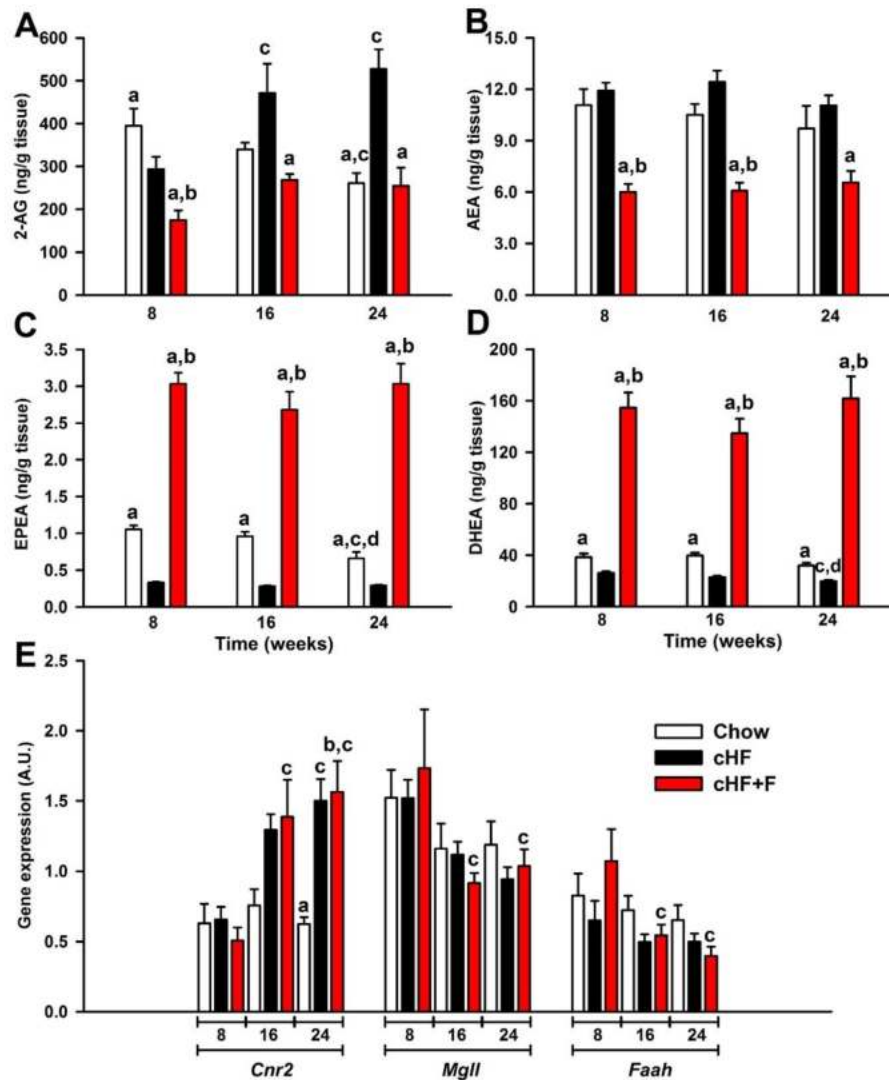 A
2-AG (ng/g tissue)
600
500
400
300
200
100
0
a
a,b
c
a
a,c
c
a
8
16
24
B
AEA (ng/g tissue)
15.0
12.0
9.0
6.0
3.0
0.0
a,b
a,b
a
8
16
24
C
EPEA (ng/g tissue)
3.5
3.0
2.5
2.0
1.5
1.0
0.5
0.0
a
a,b
a
a,b
a,c,d
a,b
8
16
24
Time (weeks)
D
DHEA (ng/g tissue)
200
160
120
80
40
0
a
a,b
a
a,b
a
c,d
a,b
8
16
24
Time (weeks)
E
Gene expression (A.U.)
2.5
2.0
1.5
1.0
0.5
0.0
c
a
c
b,c
c
c
c
c
Chow
cHF
cHF+F
8 16 24
8 16 24
8 16 24
Cnr2
Mgll
Faah